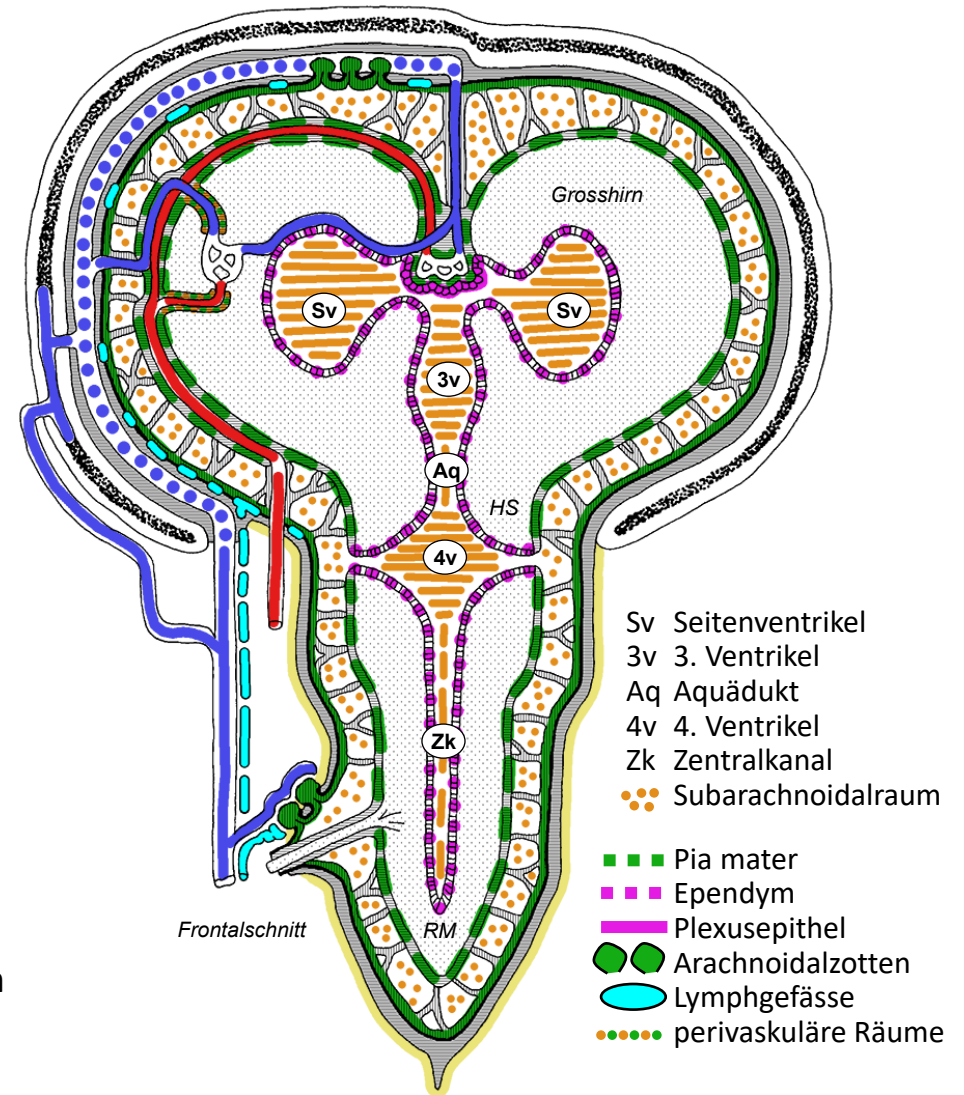 Grosshirn
Sv
Sv
3v
Aq
HS
4v
Zk
Frontalschnitt
RM
Sv Seitenventrikel
3v 3. Ventrikel
Aq Aquädukt
4v 4. Ventrikel
Zk Zentralkanal
Subarachnoidalraum
Pia mater
Ependym
Plexusepithel
Arachnoidalzotten
Lymphgefässe
perivaskuläre Räume